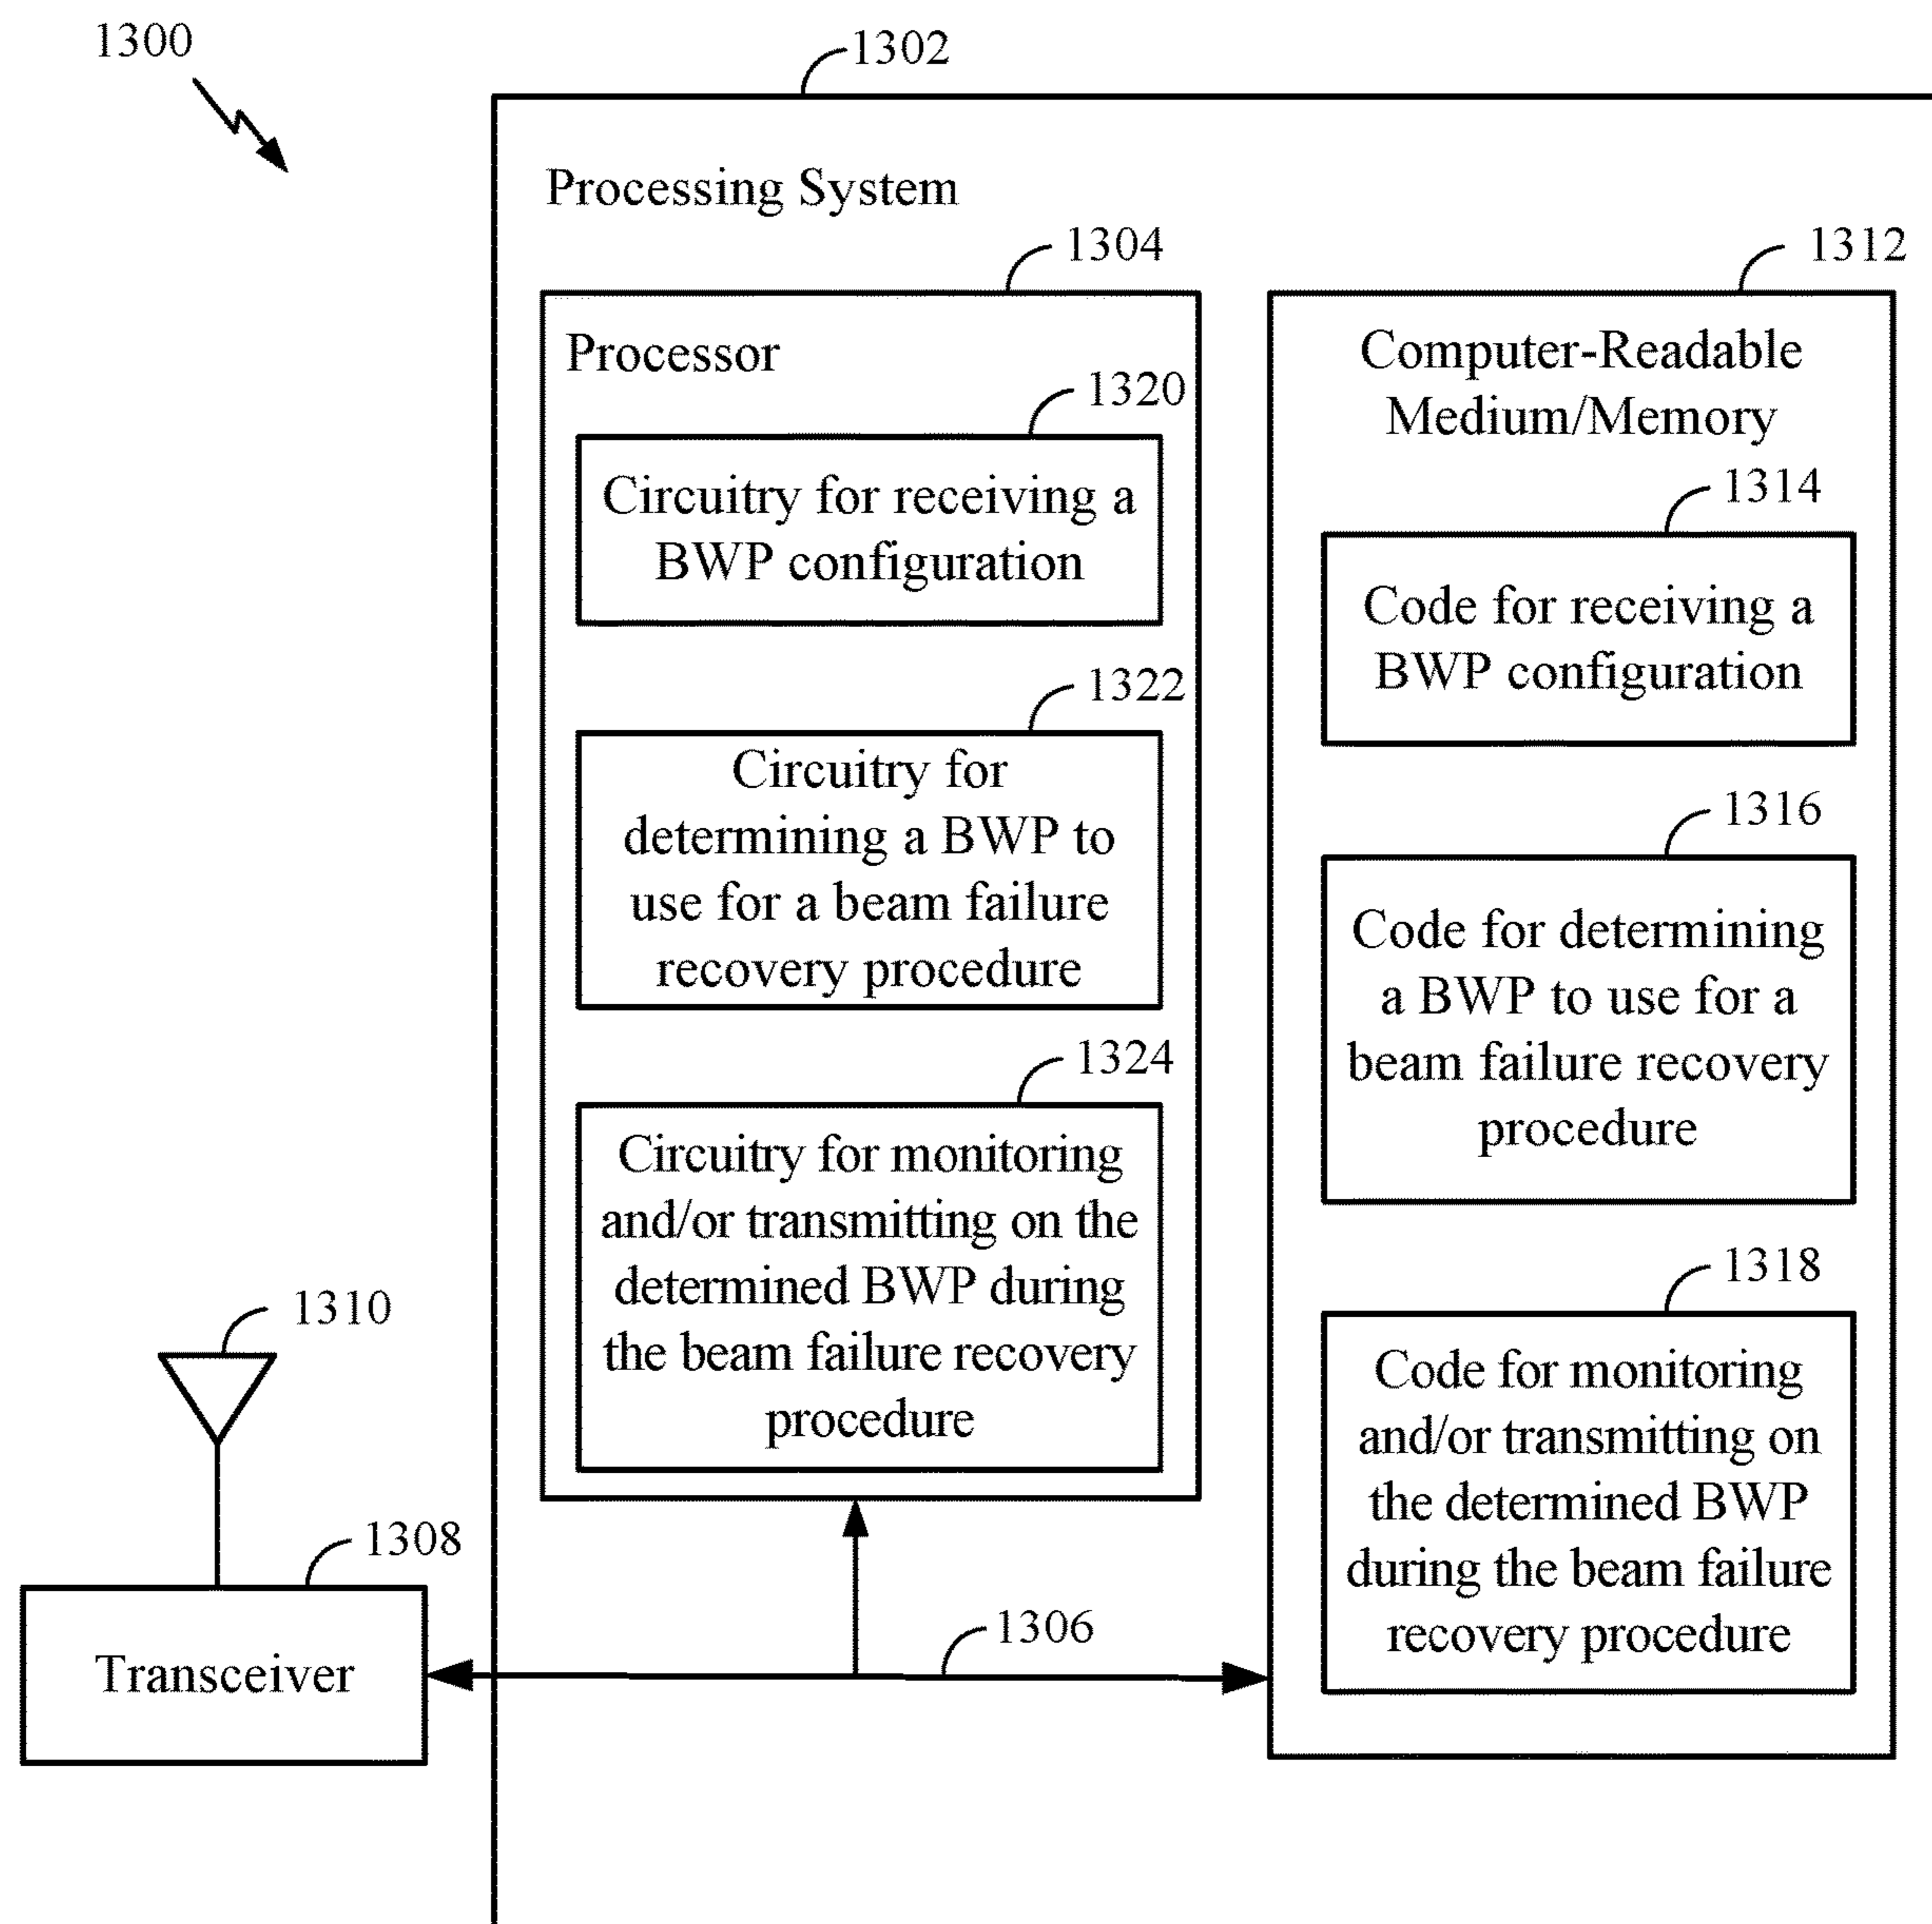 1300
1302
Processing System
1304
Processor
1320
Circuitry for receiving a
BWP configuration
1322
Circuitry for
determining a BWP to
use for a beam failure
recovery procedure
1324
Circuitry for monitoring
and/or transmitting on the
determined BWP during
the beam failure recovery
procedure
1312
Computer-Readable
Medium/Memory
1314
Code for receiving a
BWP configuration
1316
Code for determining
a BWP to use for a
beam failure recovery
procedure
1318
Code for monitoring
and/or transmitting on
the determined BWP
during the beam failure
recovery procedure
1310
1308
Transceiver
1306